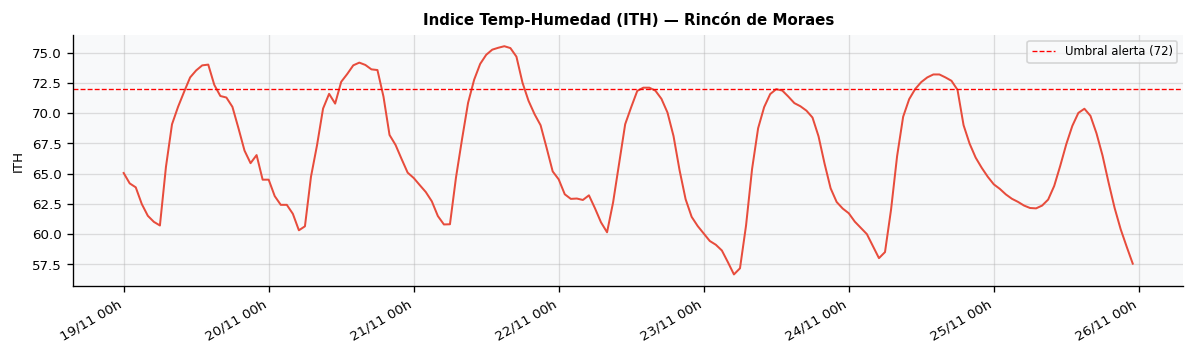 Indice Temp-Humedad (ITH) — Rincón de Moraes
Umbral alerta (72)
ITH
75.0
72.5
70.0
67.5
65.0
62.5
60.0
57.5
19/11 00h
20/11 00h
21/11 00h
22/11 00h
23/11 00h
24/11 00h
25/11 00h
26/11 00h